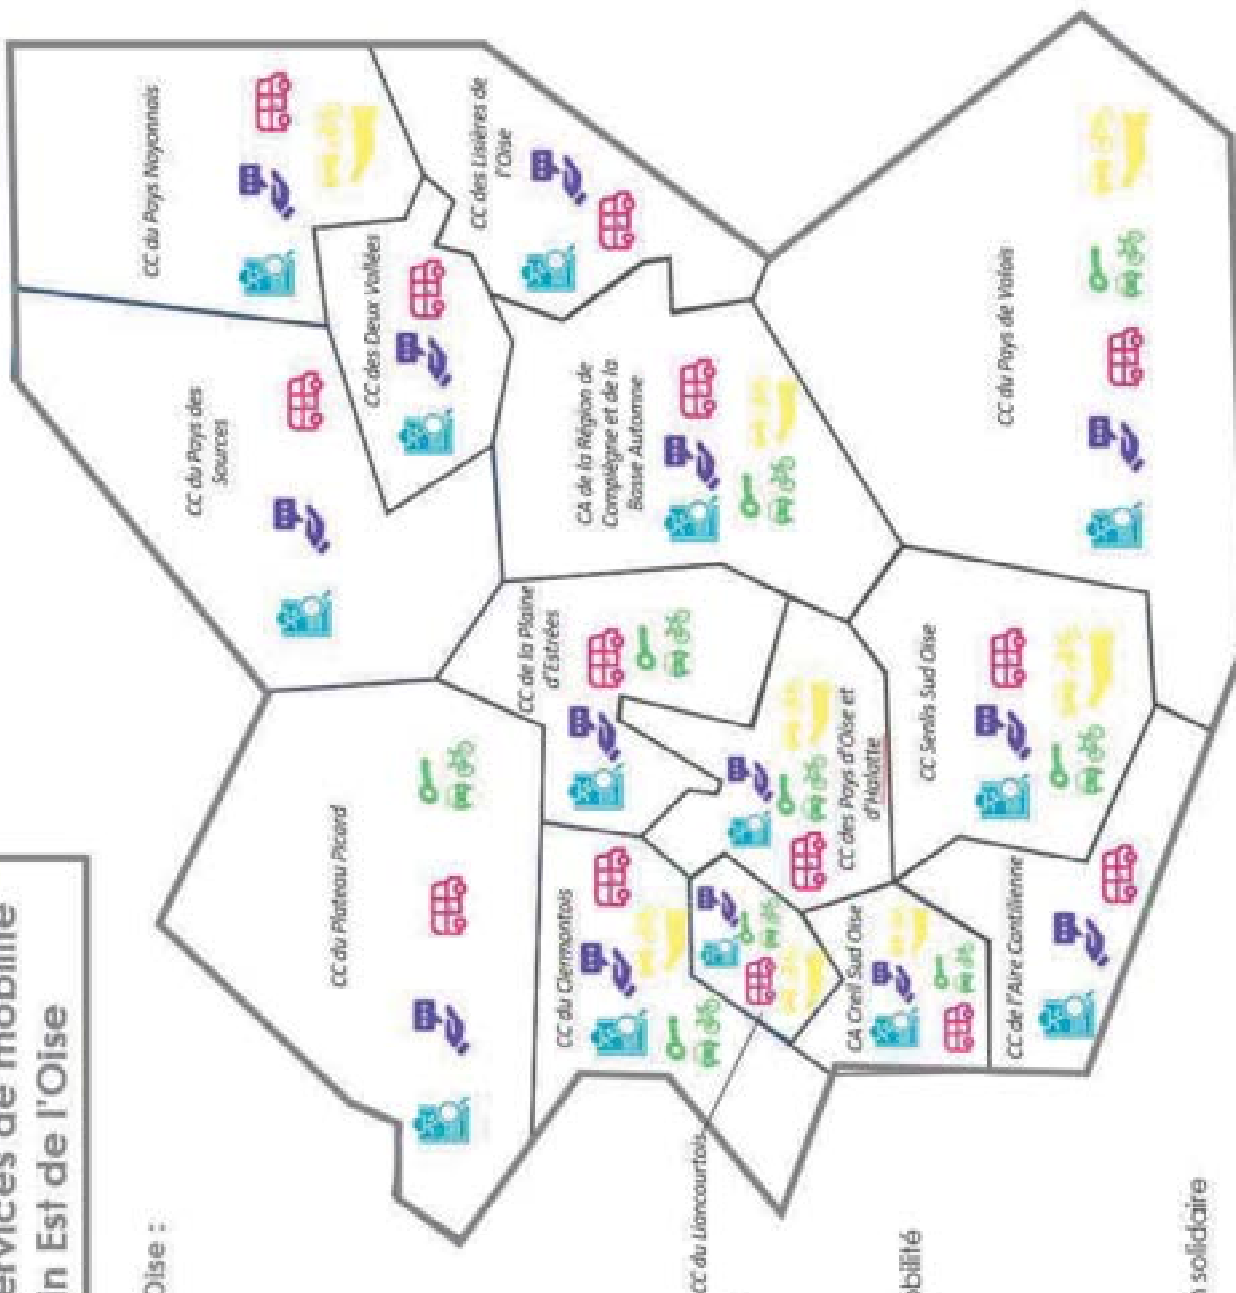 ervices de mobilité
n Est de l'Oise
Oise :
CC du Pays Noyonnais
CC des Lisières de
l'Oise
CC des Deux Vallées
CC du Pays des
Sources
CA de la Région de
Compiègne et de la
Basse Automne
CC du Pays de Valois
CC de la Plaine
d'Estrées
CC du Plateau Picard
CC des Pays d'Oise et
d'Halatte
CC Senlis Sud Oise
CC du Clermontois
CA Creil Sud Oise
CC de l'Aire Cantilienne
CC du Liancourtois
obilité
solidaire